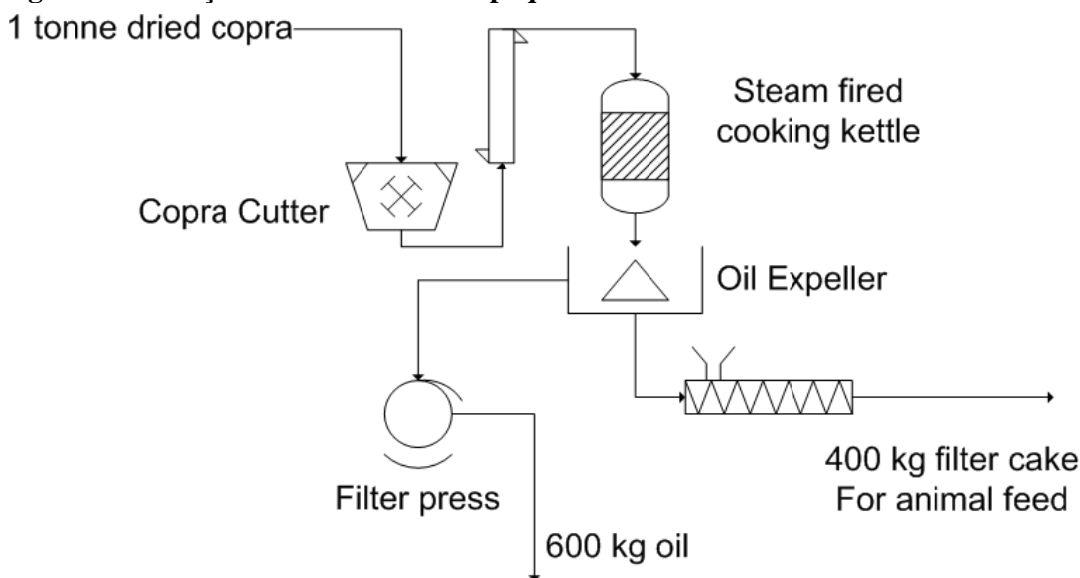 1 tonne dried copra
Steam fired
cooking kettle
Copra Cutter
Oil Expeller
400 kg filter cake
For animal feed
Filter press
600 kg oil